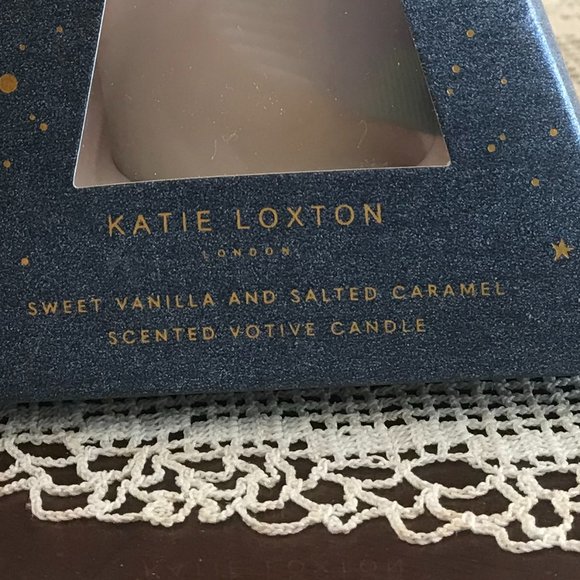 KATIE LOXTON
LONDON
SWEET VANILLA AND SALTED CARAMEL
SCENTED VOTIVE CANDLE